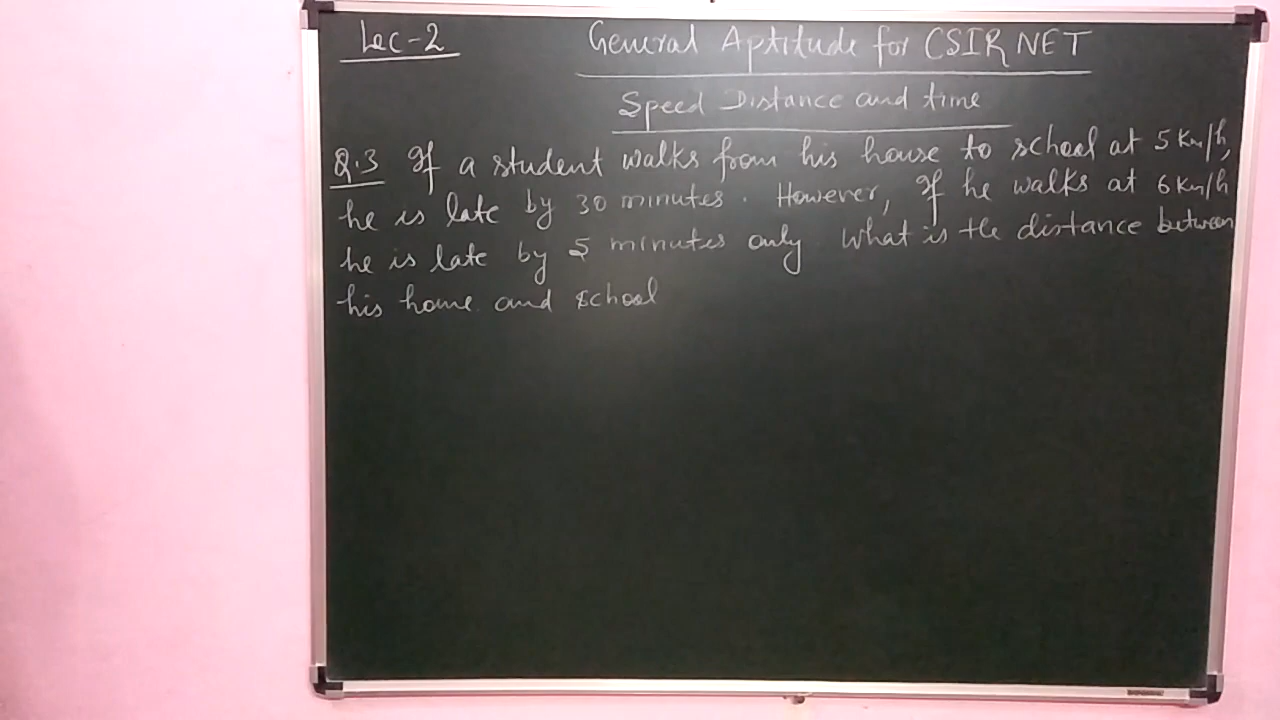 Lec-2 General Aptitude for CSIR NET
Speed Distance and time
Q.3 If a student walks from his house to school at 5 Km/h,
he is late by 30 minutes. However, If he walks at 6 Km/h
he is late by 5 minutes only. What is the distance between
his home and school